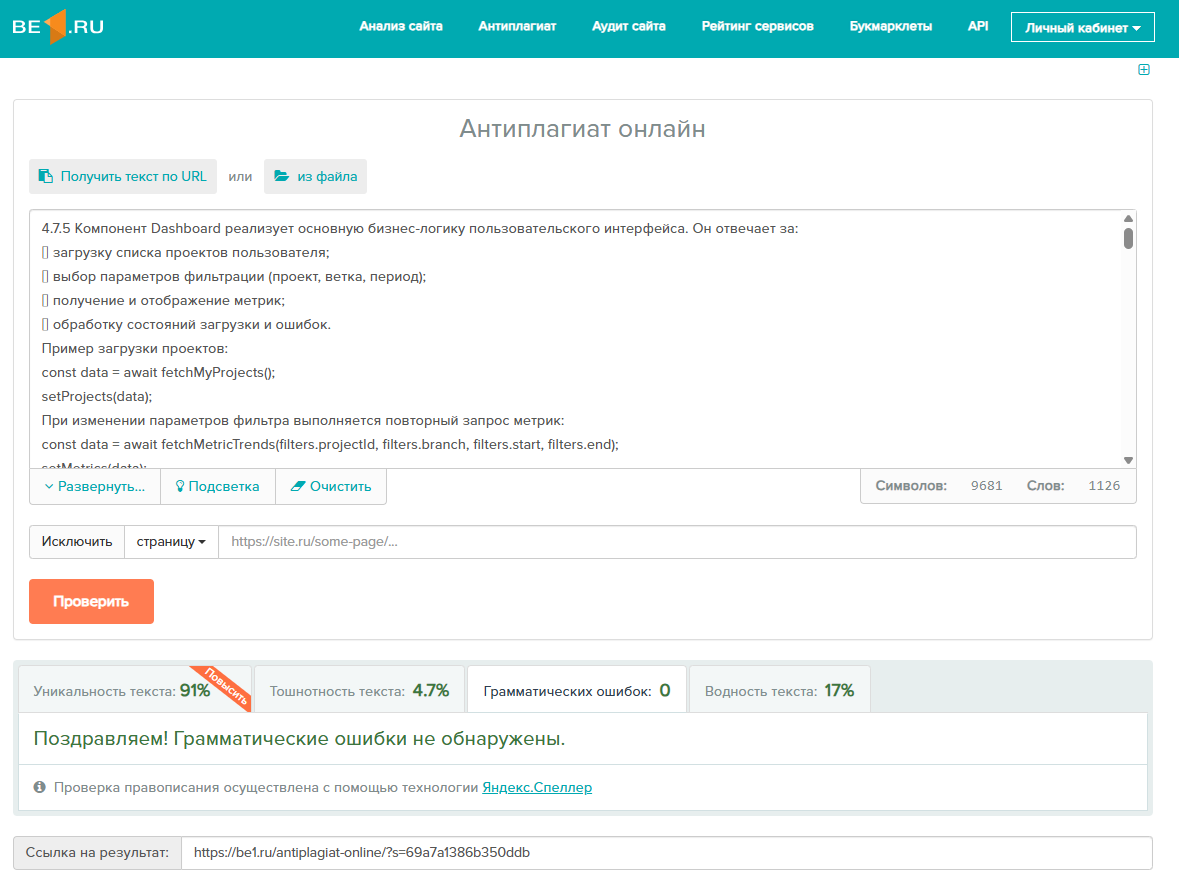 BE1.RU
Анализ сайта Антиплагиат Аудит сайта Рейтинг сервисов Букмарклеты API Личный кабинет
Антиплагиат онлайн
Получить текст по URL или из файла
4.7.5 Компонент Dashboard реализует основную бизнес-логику пользовательского интерфейса. Он отвечает за:
[] загрузку списка проектов пользователя;
[] выбор параметров фильтрации (проект, ветка, период);
[] получение и отображение метрик;
[] обработку состояний загрузки и ошибок.
Пример загрузки проектов:
const data = await fetchMyProjects();
setProjects(data);
При изменении параметров фильтра выполняется повторный запрос метрик:
const data = await fetchMetricTrends(filters.projectId, filters.branch, filters.start, filters.end);
setMetrics(data);
Развернуть... Подсветка Очистить Символов: 9681 Слов: 1126
Исключить страницу https://site.ru/some-page/...
Проверить
Уникальность текста: 91% Повысить Тошнотность текста: 4.7% Грамматических ошибок: 0 Водность текста: 17%
Поздравляем! Грамматические ошибки не обнаружены.
Проверка правописания осуществлена с помощью технологии Яндекс.Спеллер
Ссылка на результат: https://be1.ru/antiplagiat-online/?s=69a7a1386b350ddb